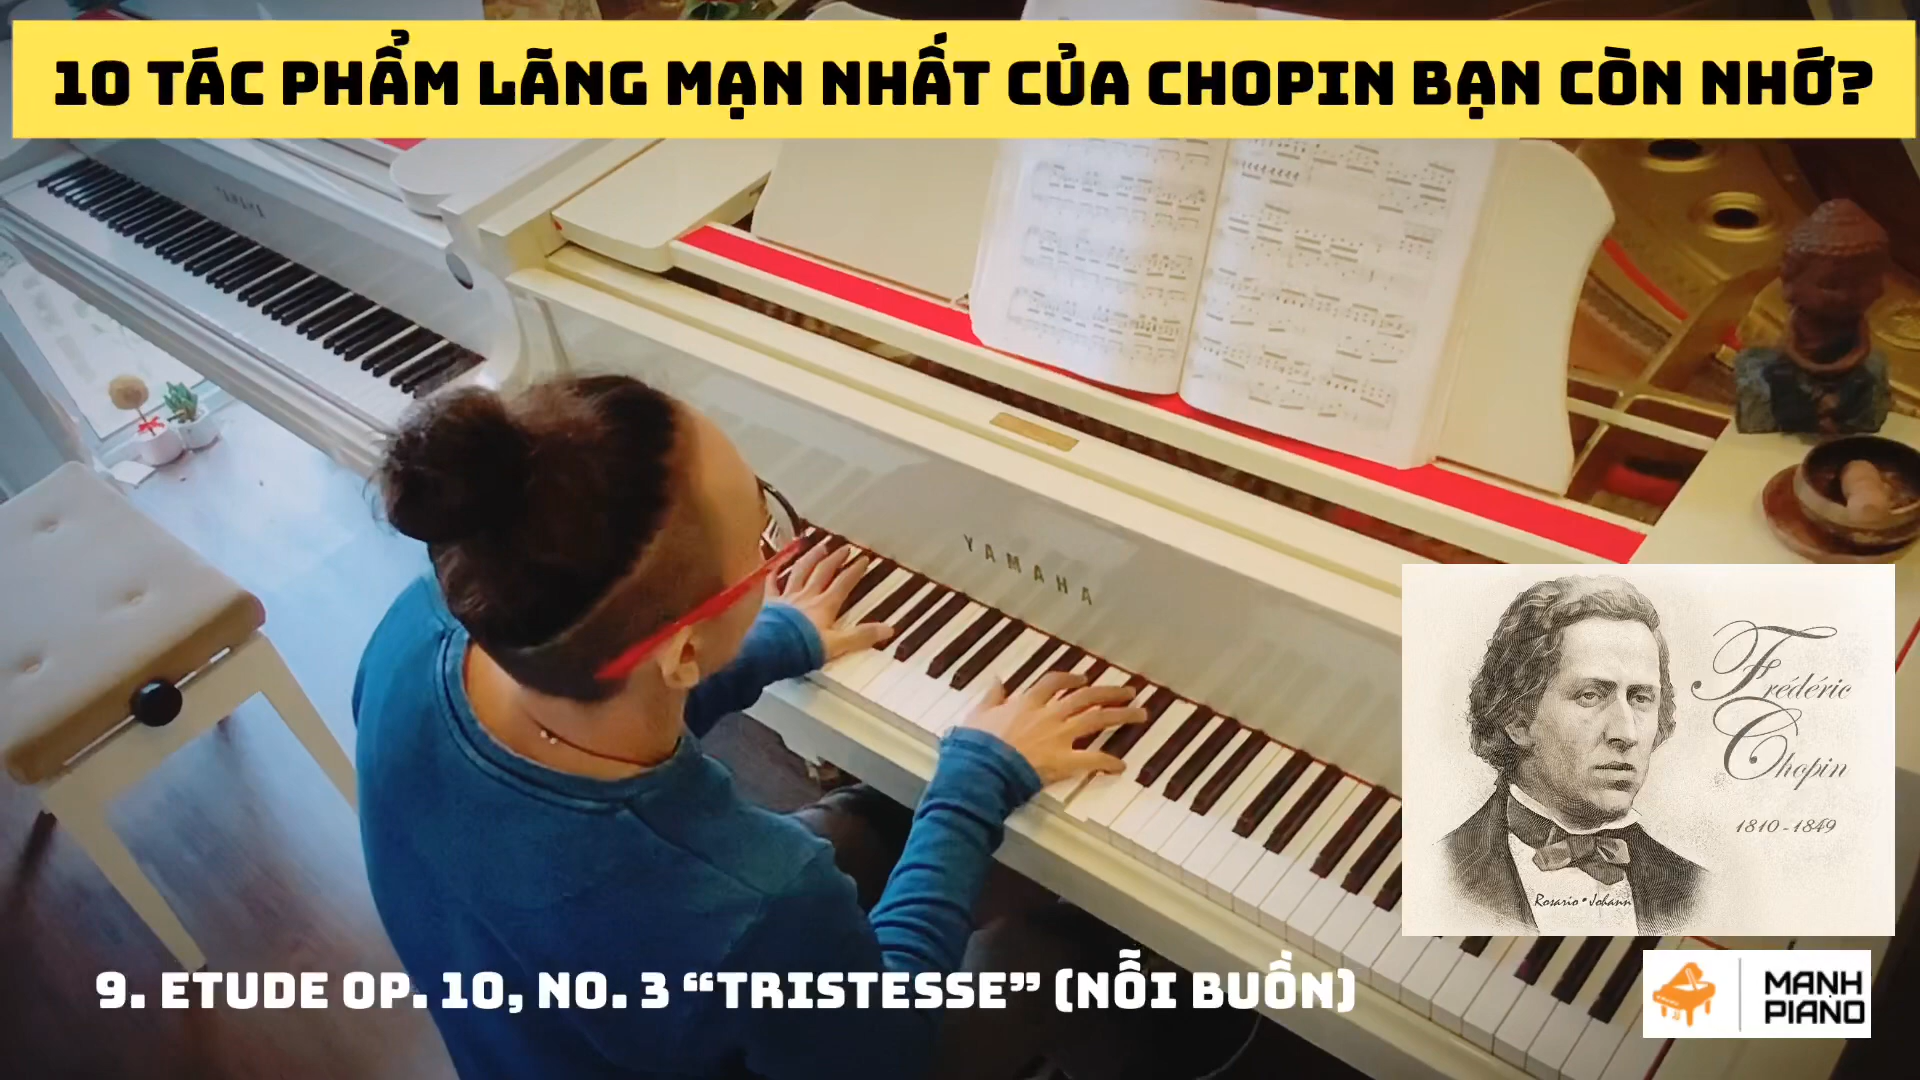 10 TÁC PHẨM LÃNG MẠN NHẤT CỦA CHOPIN BẠN CÒN NHỚ?
YAMAHA
Frédéric
Chopin
1810-1849
Rosario • Johann
9. ETUDE OP. 10, NO. 3 “TRISTESSE” (NỖI BUỒN)
MẠNH
PIANO